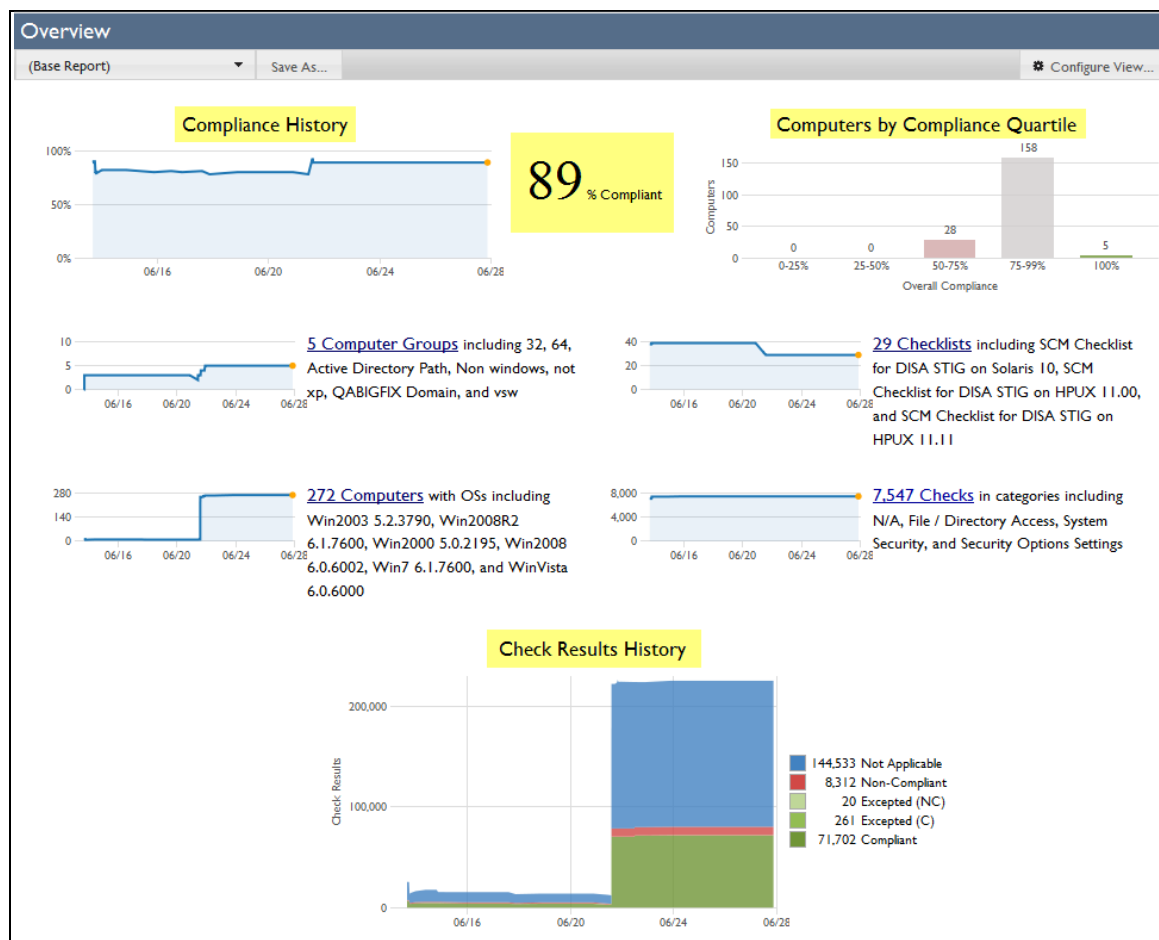 Overview
(Base Report)
Save As...
Configure View...
Compliance History
100%
50%
0%
06/16
06/20
06/24
06/28
89 % Compliant
Computers by Compliance Quartile
Computers
150
100
50
0
0
0
28
158
5
0-25%
25-50%
50-75%
75-99%
100%
Overall Compliance
10
5
0
06/16
06/20
06/24
06/28
5 Computer Groups including 32, 64,
Active Directory Path, Non windows, not
xp, QABIGFIX Domain, and vsw
40
20
0
06/16
06/20
06/24
06/28
29 Checklists including SCM Checklist
for DISA STIG on Solaris 10, SCM
Checklist for DISA STIG on HPUX 11.00,
and SCM Checklist for DISA STIG on
HPUX 11.11
280
140
0
06/16
06/20
06/24
06/28
272 Computers with OSs including
Win2003 5.2.3790, Win2008R2
6.1.7600, Win2000 5.0.2195, Win2008
6.0.6002, Win7 6.1.7600, and WinVista
6.0.6000
8,000
4,000
0
06/16
06/20
06/24
06/28
7,547 Checks in categories including
N/A, File / Directory Access, System
Security, and Security Options Settings
Check Results History
Check Results
200,000
100,000
0
06/16
06/20
06/24
06/28
144,533 Not Applicable
8,312 Non-Compliant
20 Excepted (NC)
261 Excepted (C)
71,702 Compliant